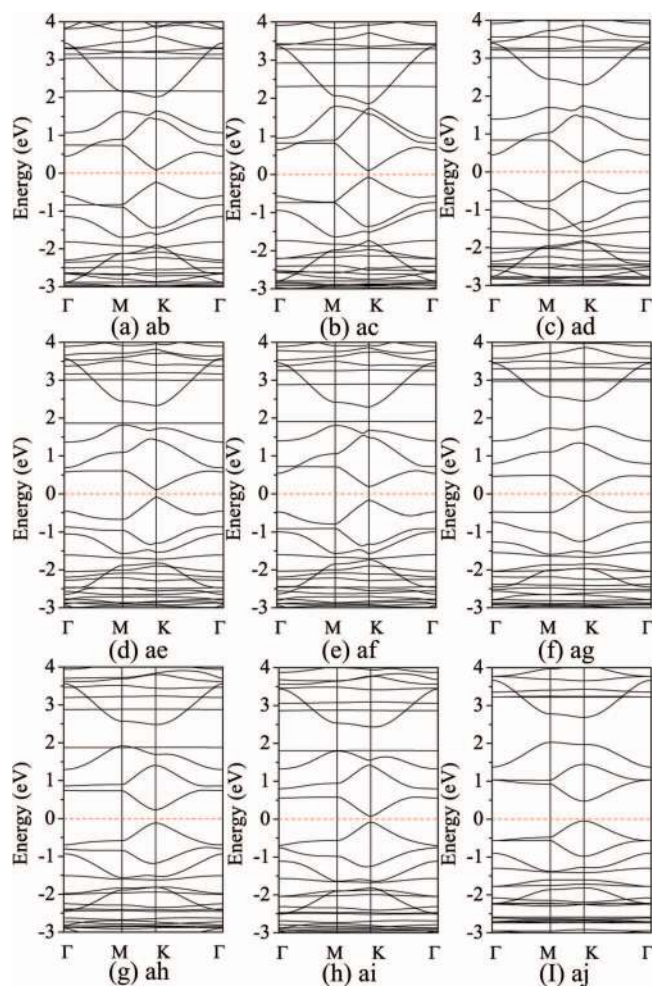 4 4 4
3 3 3
2 2 2
1 1 1
0 0 0
-1 -1 -1
-2 -2 -2
-3 -3 -3
Energy (eV) Energy (eV) Energy (eV)
Γ M K Γ Γ M K Γ Γ M K Γ
(a) ab (b) ac (c) ad
4 4 4
3 3 3
2 2 2
1 1 1
0 0 0
-1 -1 -1
-2 -2 -2
-3 -3 -3
Energy (eV) Energy (eV) Energy (eV)
Γ M K Γ Γ M K Γ Γ M K Γ
(d) ae (e) af (f) ag
4 4 4
3 3 3
2 2 2
1 1 1
0 0 0
-1 -1 -1
-2 -2 -2
-3 -3 -3
Energy (eV) Energy (eV) Energy (eV)
Γ M K Γ Γ M K Γ Γ M K Γ
(g) ah (h) ai (I) aj